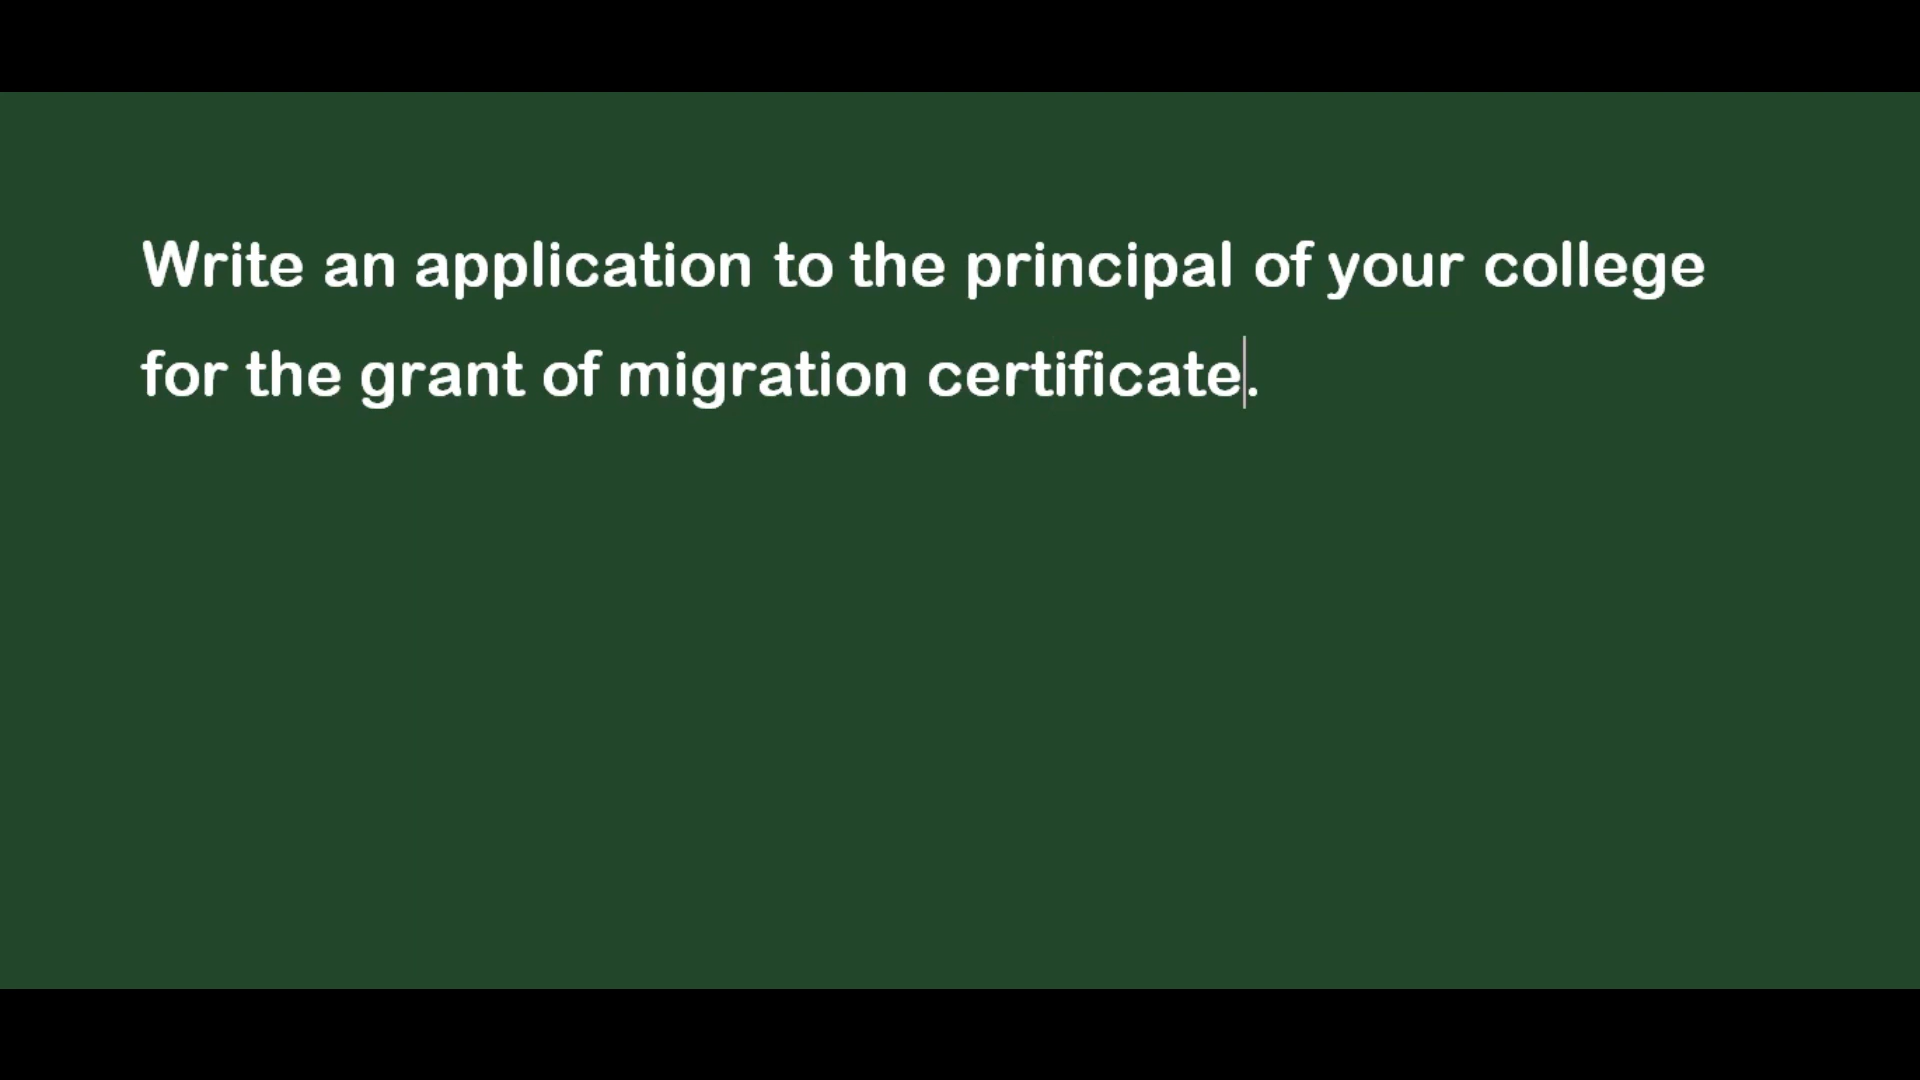 Write an application to the principal of your college
for the grant of migration certificate.